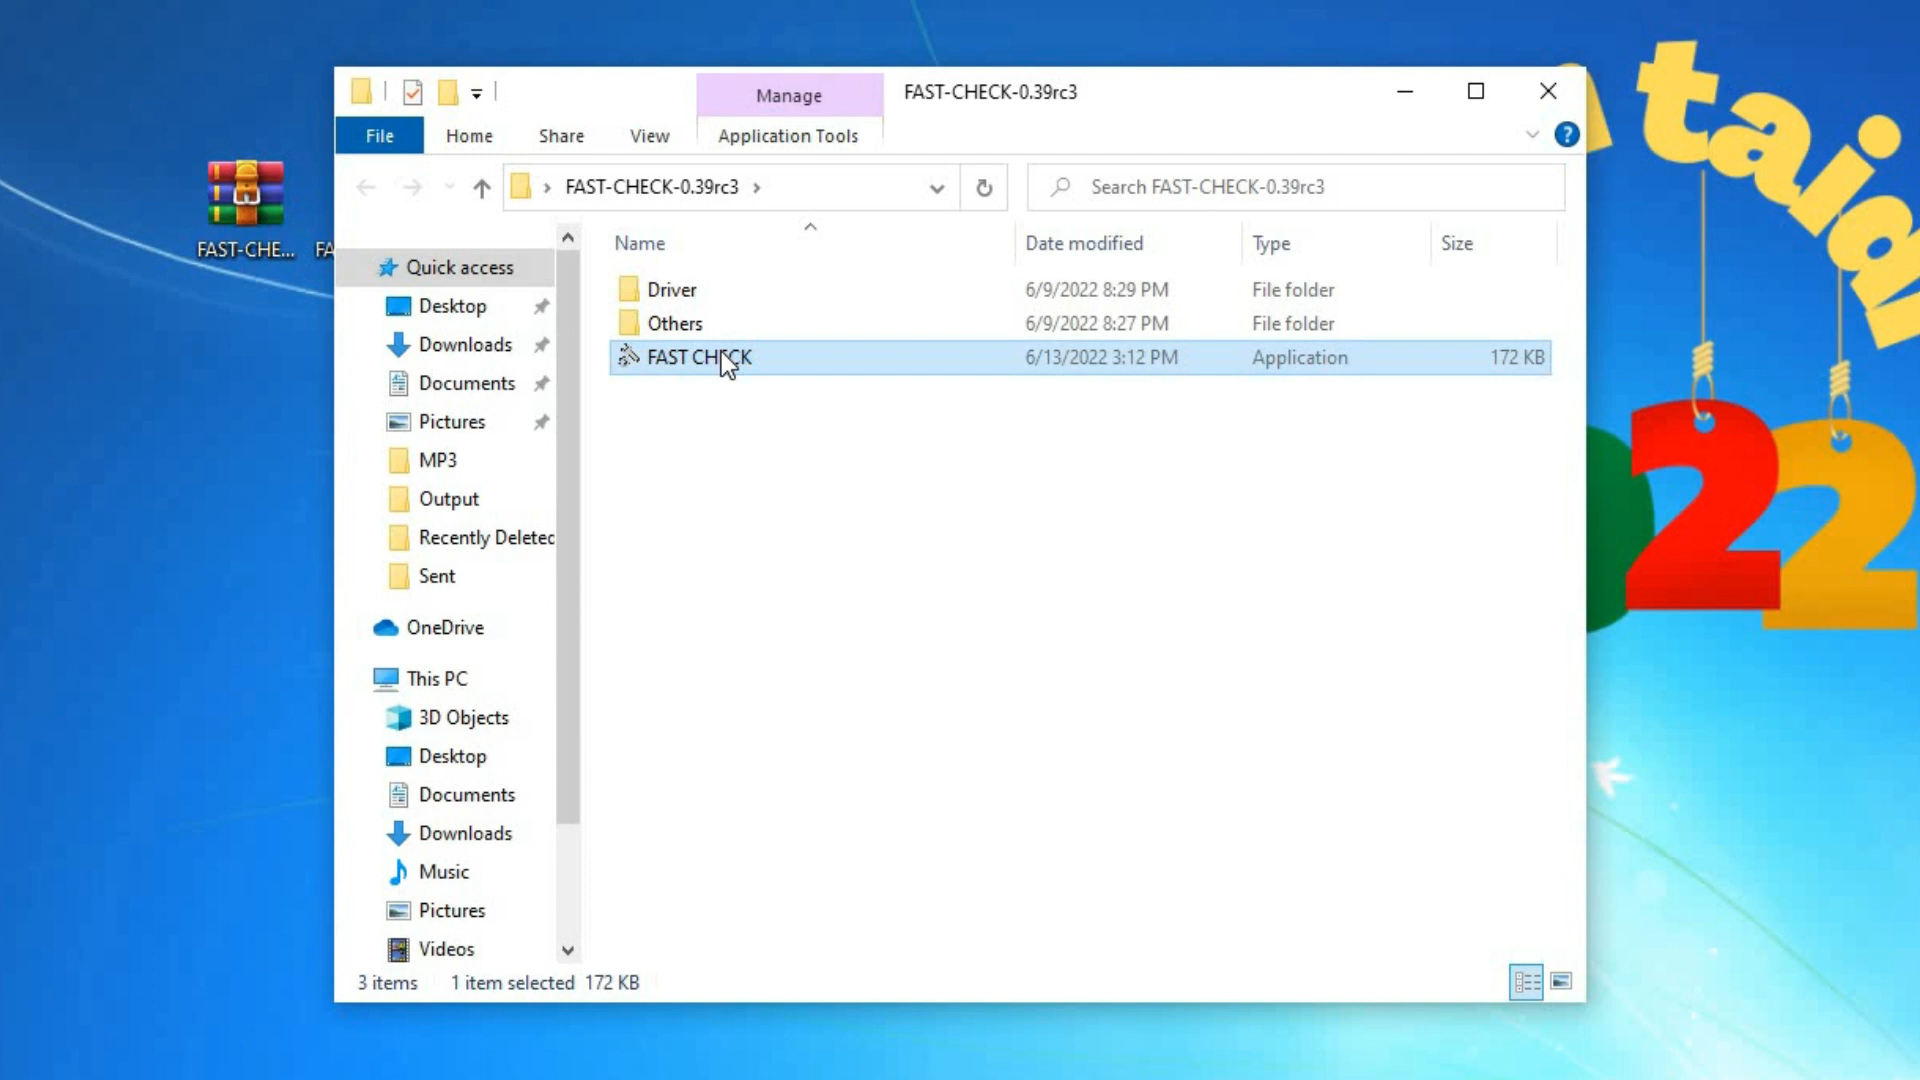 Manage
FAST-CHECK-0.39rc3
File
Home
Share
View
Application Tools
FAST-CHECK-0.39rc3
Search FAST-CHECK-0.39rc3
Name
Date modified
Type
Size
Driver
6/9/2022 8:29 PM
File folder
Others
6/9/2022 8:27 PM
File folder
FAST CHECK
6/13/2022 3:12 PM
Application
172 KB
Quick access
Desktop
Downloads
Documents
Pictures
MP3
Output
Recently Deleted
Sent
OneDrive
This PC
3D Objects
Desktop
Documents
Downloads
Music
Pictures
Videos
3 items
1 item selected 172 KB
FAST-CHE...
FA
taid
22